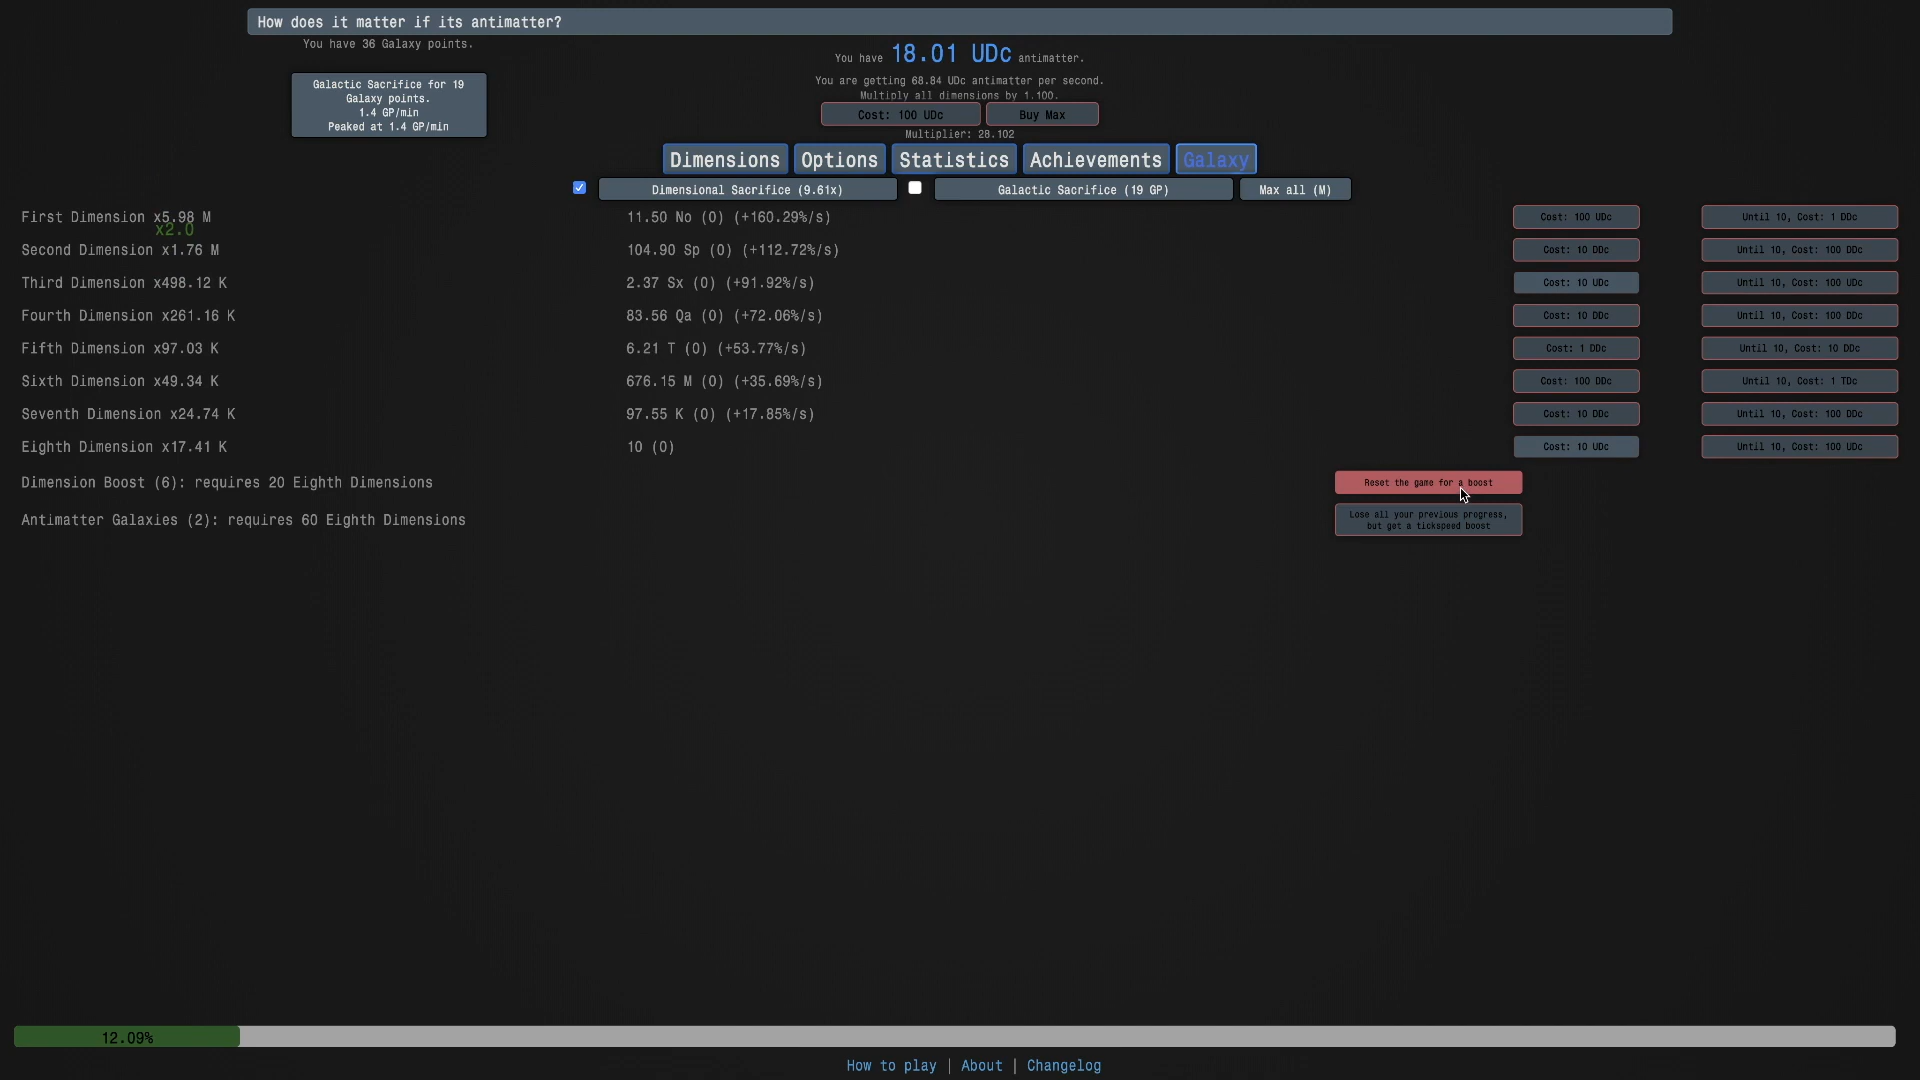 How does it matter if its antimatter?
You have 36 Galaxy points.
You have 18.01 UDc antimatter.
Galactic Sacrifice for 19
Galaxy points.
1.4 GP/min
Peaked at 1.4 GP/min
You are getting 68.84 UDc antimatter per second.
Multiply all dimensions by 1.100.
Cost: 100 UDc Buy Max
Multiplier: 28.102
Dimensions Options Statistics Achievements Galaxy
Dimensional Sacrifice (9.61x) Galactic Sacrifice (19 GP) Max all (M)
First Dimension x5.98 M 11.50 No (0) (+160.29%/s) Cost: 100 UDc Until 10, Cost: 1 DDc
x2.0
Second Dimension x1.76 M 104.90 Sp (0) (+112.72%/s) Cost: 10 DDc Until 10, Cost: 100 DDc
Third Dimension x498.12 K 2.37 Sx (0) (+91.92%/s) Cost: 10 UDc Until 10, Cost: 100 UDc
Fourth Dimension x261.16 K 83.56 Qa (0) (+72.06%/s) Cost: 10 DDc Until 10, Cost: 100 DDc
Fifth Dimension x97.03 K 6.21 T (0) (+53.77%/s) Cost: 1 DDc Until 10, Cost: 10 DDc
Sixth Dimension x49.34 K 676.15 M (0) (+35.69%/s) Cost: 100 DDc Until 10, Cost: 1 TDc
Seventh Dimension x24.74 K 97.55 K (0) (+17.85%/s) Cost: 10 DDc Until 10, Cost: 100 DDc
Eighth Dimension x17.41 K 10 (0) Cost: 10 UDc Until 10, Cost: 100 UDc
Dimension Boost (6): requires 20 Eighth Dimensions Reset the game for a boost
Antimatter Galaxies (2): requires 60 Eighth Dimensions Lose all your previous progress,
but get a tickspeed boost
12.09%
How to play | About | Changelog